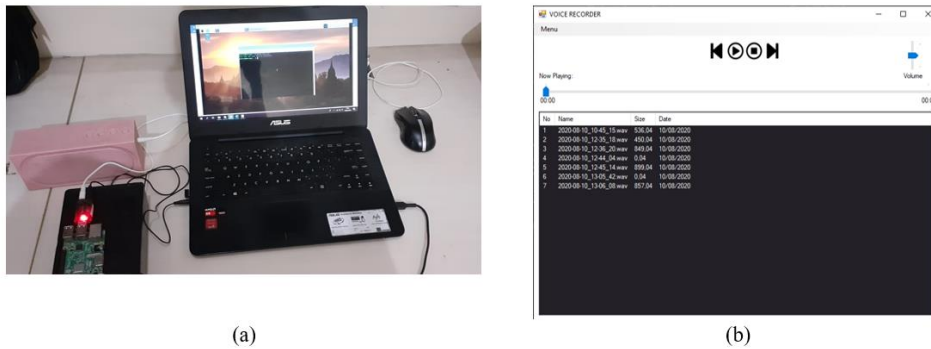 VOICE RECORDER
Menu
Now Playing:
Volume
00:00
00:0
No Name Size Date
1 2020-08-10_10-45_15.wav 536,04 10/08/2020
2 2020-08-10_12-35_18.wav 450,04 10/08/2020
3 2020-08-10_12-36_20.wav 849,04 10/08/2020
4 2020-08-10_12-44_04.wav 0,04 10/08/2020
5 2020-08-10_12-45_14.wav 899,04 10/08/2020
6 2020-08-10_13-05_42.wav 0,04 10/08/2020
7 2020-08-10_13-06_08.wav 857,04 10/08/2020
ASUS
(a)
(b)